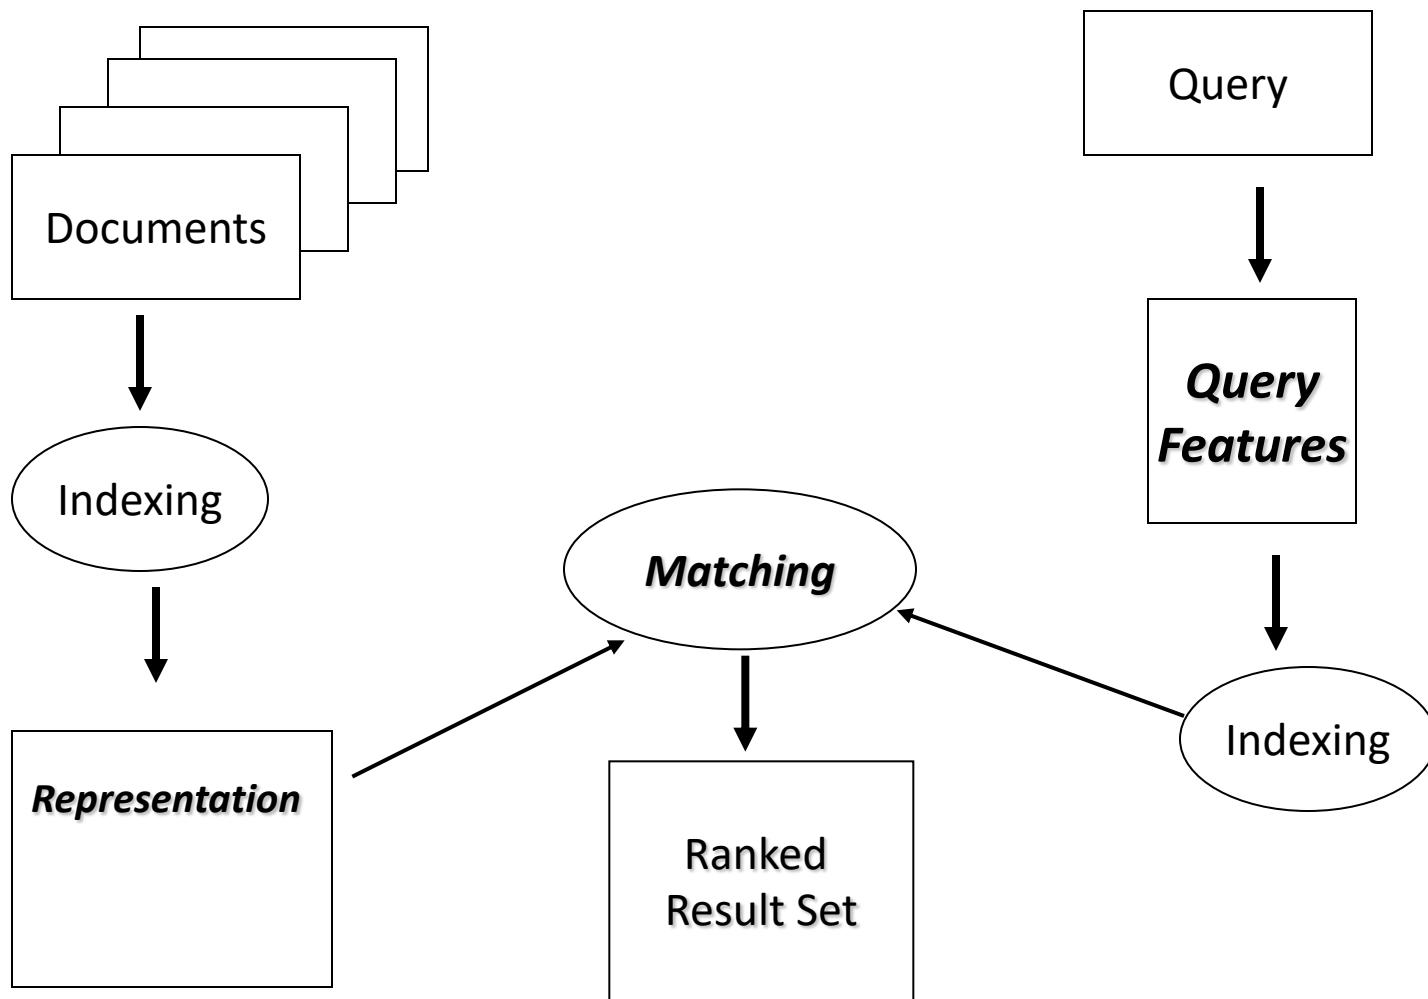 Query
Documents
Query
Features
Indexing
Matching
Indexing
Representation
Ranked
Result Set